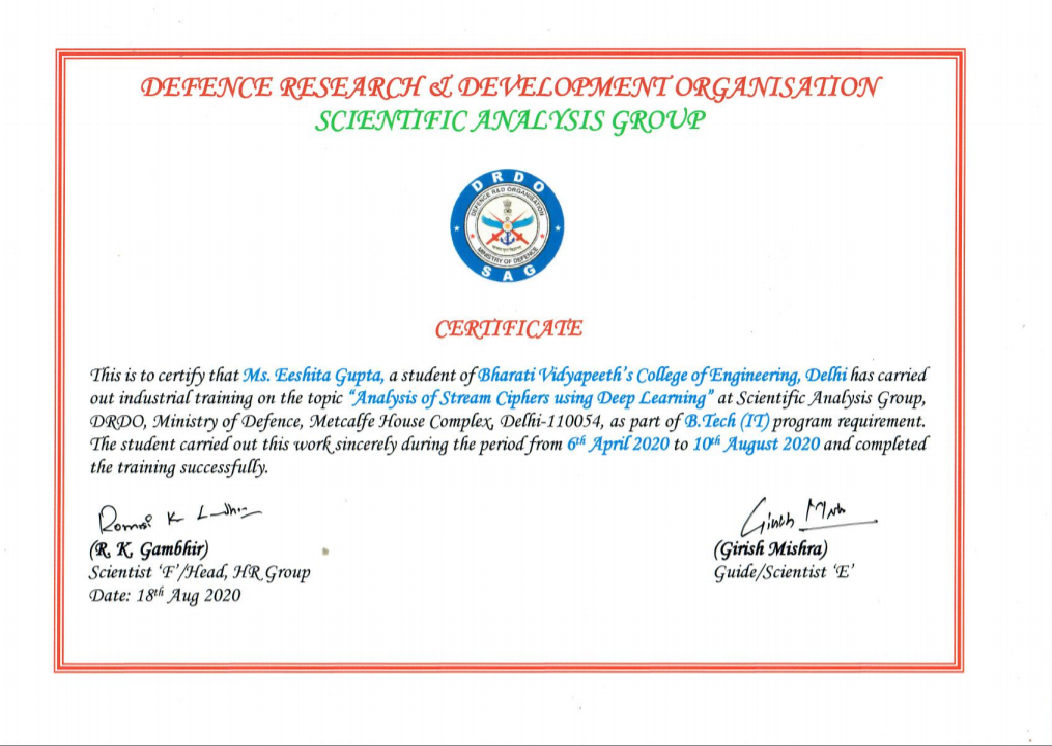 DEFENCE RESEARCH & DEVELOPMENT ORGANISATION
SCIENTIFIC ANALYSIS GROUP
DRDO
DEFENCE R&D ORGANISATION
MINISTRY OF DEFENCE
SAG
CERTIFICATE
This is to certify that Ms. Eeshita Gupta, a student of Bharati Vidyapeeth's College of Engineering, Delhi has carried
out industrial training on the topic "Analysis of Stream Ciphers using Deep Learning" at Scientific Analysis Group,
DRDO, Ministry of Defence, Metcalfe House Complex, Delhi-110054, as part of B.Tech (IT) program requirement.
The student carried out this work sincerely during the period from 6th April 2020 to 10th August 2020 and completed
the training successfully.
Girish
(R. K. Gambhir)
(Girish Mishra)
Scientist 'F'/Head, HR Group
Guide/Scientist 'E'
Date: 18th Aug 2020